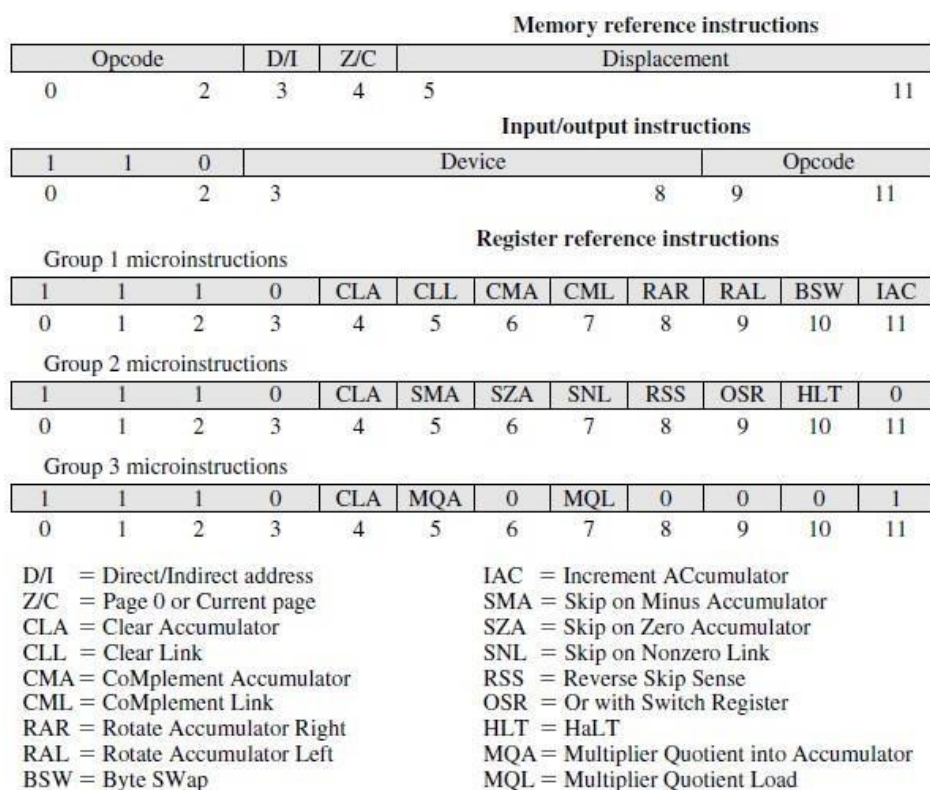 Memory reference instructions
Opcode D/I Z/C Displacement
0 2 3 4 5 11
Input/output instructions
1 1 0 Device Opcode
0 2 3 8 9 11
Register reference instructions
Group 1 microinstructions
1 1 1 0 CLA CLL CMA CML RAR RAL BSW IAC
0 1 2 3 4 5 6 7 8 9 10 11
Group 2 microinstructions
1 1 1 0 CLA SMA SZA SNL RSS OSR HLT 0
0 1 2 3 4 5 6 7 8 9 10 11
Group 3 microinstructions
1 1 1 0 CLA MQA 0 MQL 0 0 0 1
0 1 2 3 4 5 6 7 8 9 10 11
D/I = Direct/Indirect address
Z/C = Page 0 or Current page
CLA = Clear Accumulator
CLL = Clear Link
CMA = CoMplement Accumulator
CML = CoMplement Link
RAR = Rotate Accumulator Right
RAL = Rotate Accumulator Left
BSW = Byte SWap
IAC = Increment ACcumulator
SMA = Skip on Minus Accumulator
SZA = Skip on Zero Accumulator
SNL = Skip on Nonzero Link
RSS = Reverse Skip Sense
OSR = Or with Switch Register
HLT = HaLT
MQA = Multiplier Quotient into Accumulator
MQL = Multiplier Quotient Load